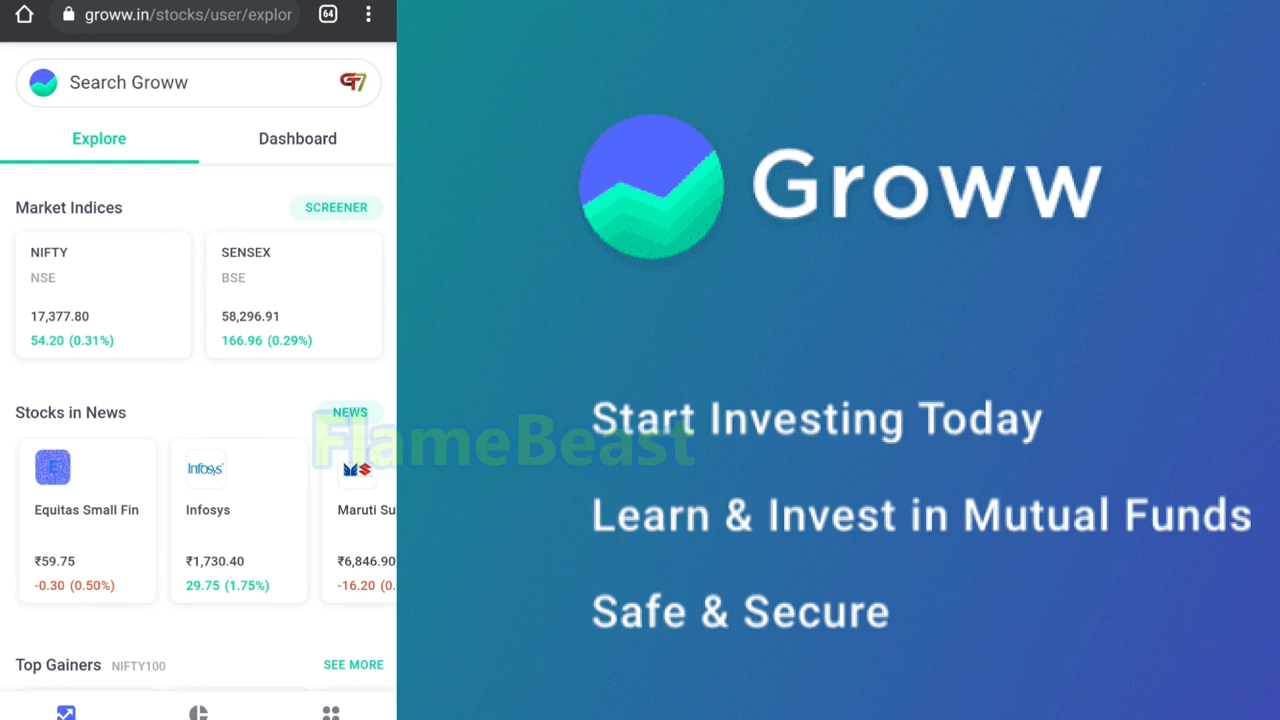 groww.in/stocks/user/explor
64
Search Groww
G7
Explore
Dashboard
Market Indices
SCREENER
NIFTY
NSE
17,377.80
54.20 (0.31%)
SENSEX
BSE
58,296.91
166.96 (0.29%)
Stocks in News
NEWS
E
Equitas Small Fin
₹59.75
-0.30 (0.50%)
Infosys
Infosys
₹1,730.40
29.75 (1.75%)
Maruti Su
₹6,846.90
-16.20 (0.
Top Gainers NIFTY100
SEE MORE
FlameBeast
Groww
Start Investing Today
Learn & Invest in Mutual Funds
Safe & Secure